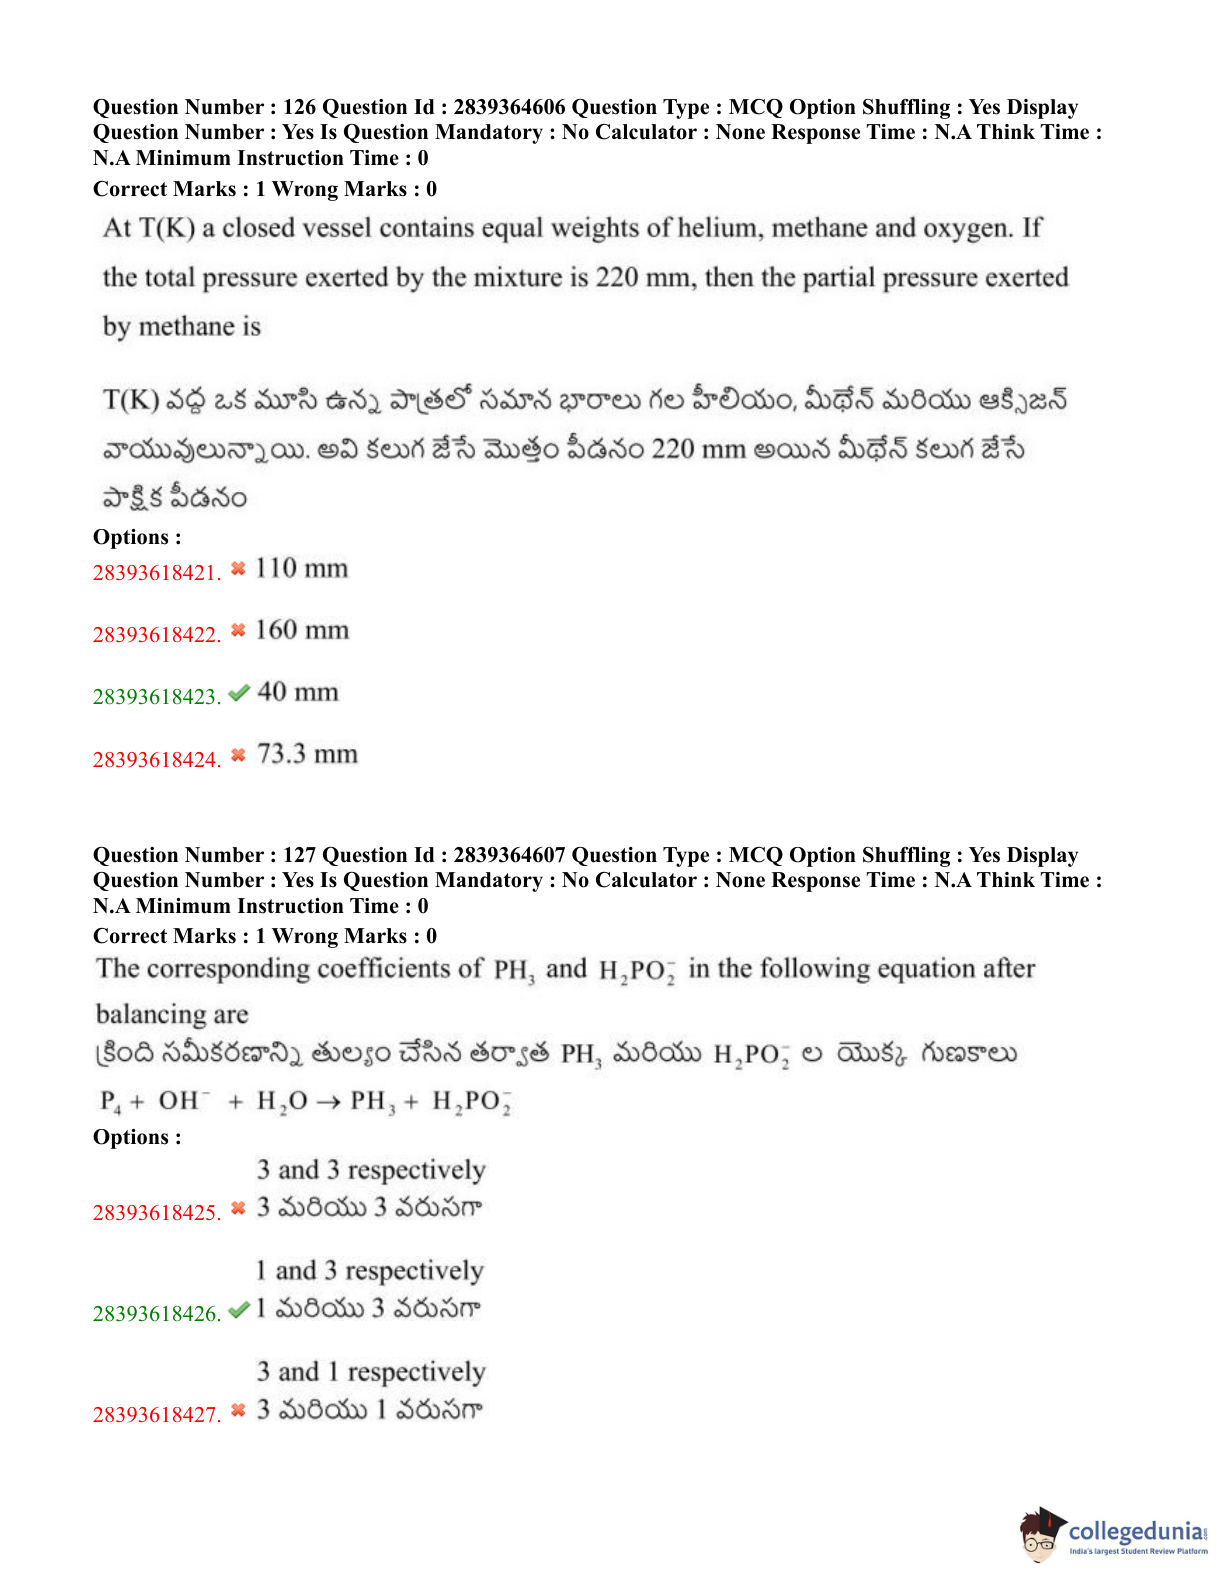 Question Number : 126 Question Id : 2839364606 Question Type : MCQ Option Shuffling : Yes Display
Question Number : Yes Is Question Mandatory : No Calculator : None Response Time : N.A Think Time :
N.A Minimum Instruction Time : 0
Correct Marks : 1 Wrong Marks : 0
At T(K) a closed vessel contains equal weights of helium, methane and oxygen. If
the total pressure exerted by the mixture is 220 mm, then the partial pressure exerted
by methane is
T(K) వద్ద ఒక మూసి ఉన్న పాత్రలో సమాన భారాలు గల హీలియం, మీథేన్ మరియు ఆక్సిజన్
వాయువులున్నాయి. అవి కలుగ జేసే మొత్తం పీడనం 220 mm అయిన మీథేన్ కలుగ జేసే
పాక్షిక పీడనం
Options :
28393618421. 110 mm
28393618422. 160 mm
28393618423. 40 mm
28393618424. 73.3 mm
Question Number : 127 Question Id : 2839364607 Question Type : MCQ Option Shuffling : Yes Display
Question Number : Yes Is Question Mandatory : No Calculator : None Response Time : N.A Think Time :
N.A Minimum Instruction Time : 0
Correct Marks : 1 Wrong Marks : 0
The corresponding coefficients of PH₃ and H₂PO₂⁻ in the following equation after
balancing are
క్రింది సమీకరణాన్ని తుల్యం చేసిన తర్వాత PH₃ మరియు H₂PO₂⁻ ల యొక్క గుణకాలు
P₄ + OH⁻ + H₂O → PH₃ + H₂PO₂⁻
Options :
3 and 3 respectively
28393618425. 3 మరియు 3 వరుసగా
1 and 3 respectively
28393618426. 1 మరియు 3 వరుసగా
3 and 1 respectively
28393618427. 3 మరియు 1 వరుసగా
collegedunia
India's largest Student Review Platform